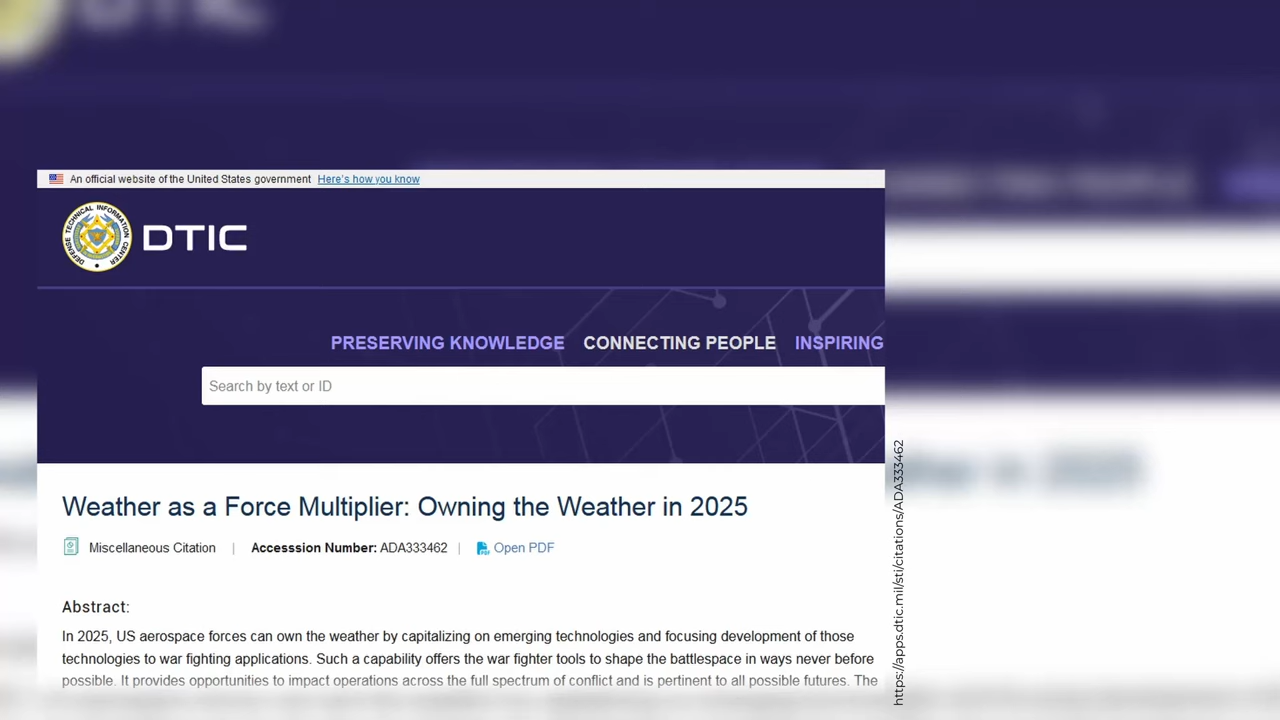 An official website of the United States government Here's how you know
DEFENSE TECHNICAL INFORMATION CENTER
DTIC
PRESERVING KNOWLEDGE CONNECTING PEOPLE INSPIRING
Search by text or ID
Weather as a Force Multiplier: Owning the Weather in 2025
Miscellaneous Citation | Accesssion Number: ADA333462 | Open PDF
Abstract:
In 2025, US aerospace forces can own the weather by capitalizing on emerging technologies and focusing development of those
technologies to war fighting applications. Such a capability offers the war fighter tools to shape the battlespace in ways never before
possible. It provides opportunities to impact operations across the full spectrum of conflict and is pertinent to all possible futures. The
https://apps.dtic.mil/sti/citations/ADA333462